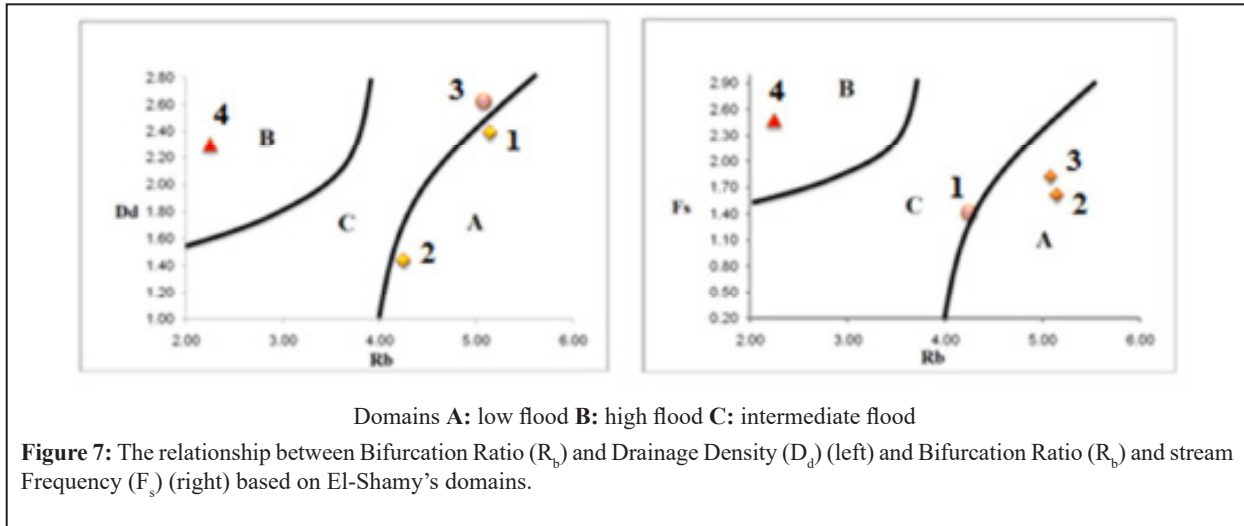 2.80
2.60
2.40
2.20
2.00
1.80
1.60
1.40
1.20
1.00
Dd
2.00 3.00 4.00 5.00 6.00
Rb
4
B
3
1
C
A
2
2.90
2.60
2.30
2.00
1.70
1.40
1.10
0.80
0.50
0.20
Fs
2.00 3.00 4.00 5.00 6.00
Rb
4
B
3
1
C
2
A
Domains A: low flood B: high flood C: intermediate flood
Figure 7: The relationship between Bifurcation Ratio (Rb) and Drainage Density (Dd) (left) and Bifurcation Ratio (Rb) and stream
Frequency (Fs) (right) based on El-Shamy’s domains.